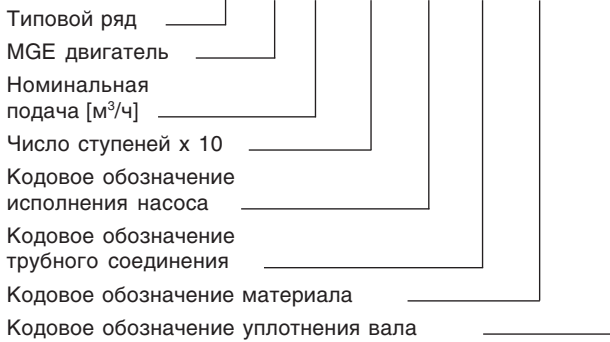 Типовой ряд
MGE двигатель
Номинальная
подача [м³/ч]
Число ступеней x 10
Кодовое обозначение
исполнения насоса
Кодовое обозначение
трубного соединения
Кодовое обозначение материала
Кодовое обозначение уплотнения вала